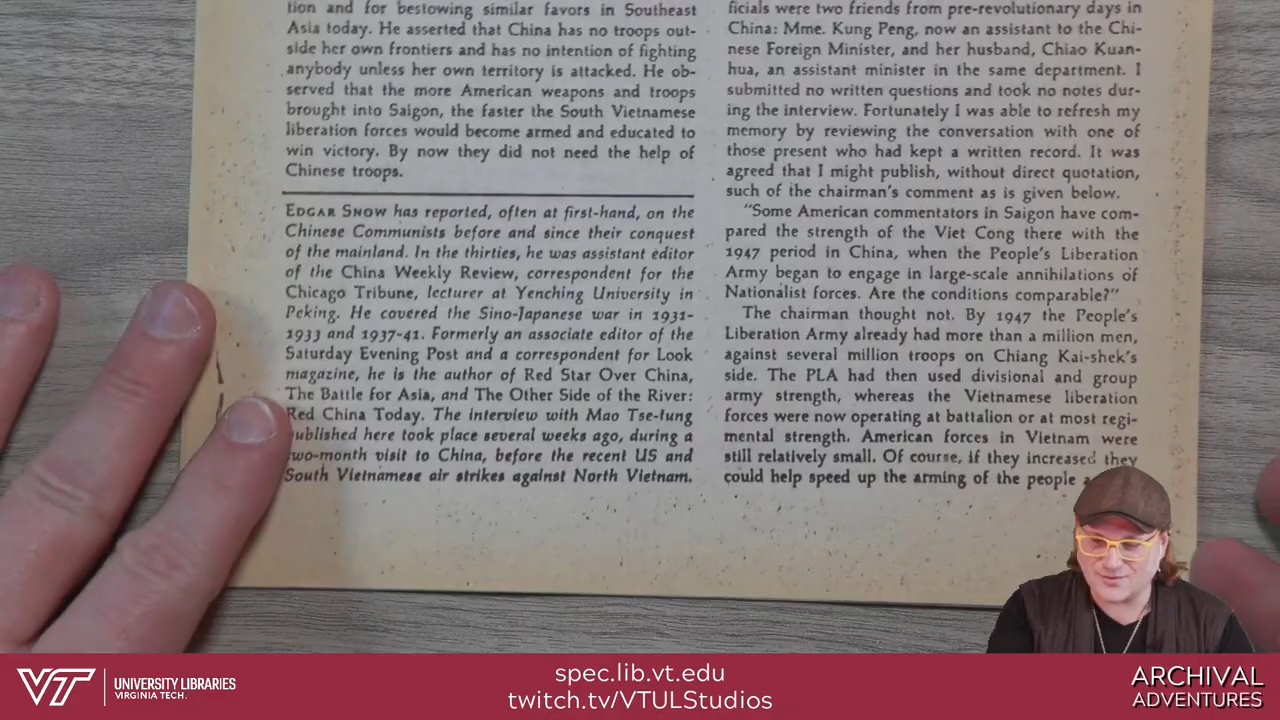 tion and for bestowing similar favors in Southeast
Asia today. He asserted that China has no troops out-
side her own frontiers and has no intention of fighting
anybody unless her own territory is attacked. He ob-
served that the more American weapons and troops
brought into Saigon, the faster the South Vietnamese
liberation forces would become armed and educated to
win victory. By now they did not need the help of
Chinese troops.
EDGAR SNOW has reported, often at first-hand, on the
Chinese Communists before and since their conquest
of the mainland. In the thirties, he was assistant editor
of the China Weekly Review, correspondent for the
Chicago Tribune, lecturer at Yenching University in
Peking. He covered the Sino-Japanese war in 1931-
1933 and 1937-41. Formerly an associate editor of the
Saturday Evening Post and a correspondent for Look
magazine, he is the author of Red Star Over China,
The Battle for Asia, and The Other Side of the River:
Red China Today. The interview with Mao Tse-tung
published here took place several weeks ago, during a
two-month visit to China, before the recent US and
South Vietnamese air strikes against North Vietnam.
ficials were two friends from pre-revolutionary days in
China: Mme. Kung Peng, now an assistant to the Chi-
nese Foreign Minister, and her husband, Chiao Kuan-
hua, an assistant minister in the same department. I
submitted no written questions and took no notes dur-
ing the interview. Fortunately I was able to refresh my
memory by reviewing the conversation with one of
those present who had kept a written record. It was
agreed that I might publish, without direct quotation,
such of the chairman's comment as is given below.
"Some American commentators in Saigon have com-
pared the strength of the Viet Cong there with the
1947 period in China, when the People's Liberation
Army began to engage in large-scale annihilations of
Nationalist forces. Are the conditions comparable?"
The chairman thought not. By 1947 the People's
Liberation Army already had more than a million men,
against several million troops on Chiang Kai-shek's
side. The PLA had then used divisional and group
army strength, whereas the Vietnamese liberation
forces were now operating at battalion or at most regi-
mental strength. American forces in Vietnam were
still relatively small. Of course, if they increased they
could help speed up the arming of the people
VT
UNIVERSITY LIBRARIES
VIRGINIA TECH.
spec.lib.vt.edu
twitch.tv/VTULStudios
ARCHIVAL
ADVENTURES